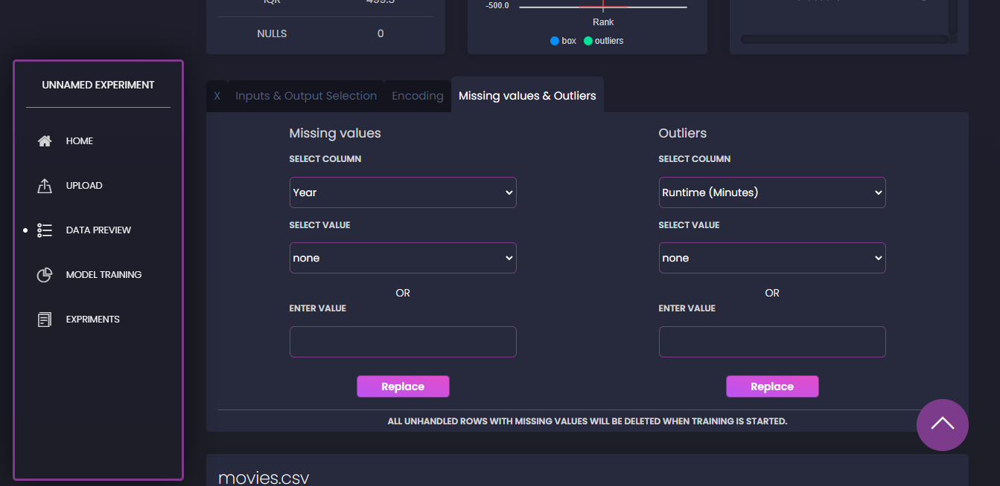 IQR 499.5
NULLS 0
-500.0
Rank
box outliers
UNNAMED EXPERIMENT
HOME
UPLOAD
DATA PREVIEW
MODEL TRAINING
EXPRIMENTS
X Inputs & Output Selection Encoding Missing values & Outliers
Missing values
SELECT COLUMN
Year
SELECT VALUE
none
OR
ENTER VALUE
Replace
Outliers
SELECT COLUMN
Runtime (Minutes)
SELECT VALUE
none
OR
ENTER VALUE
Replace
ALL UNHANDLED ROWS WITH MISSING VALUES WILL BE DELETED WHEN TRAINING IS STARTED.
movies.csv